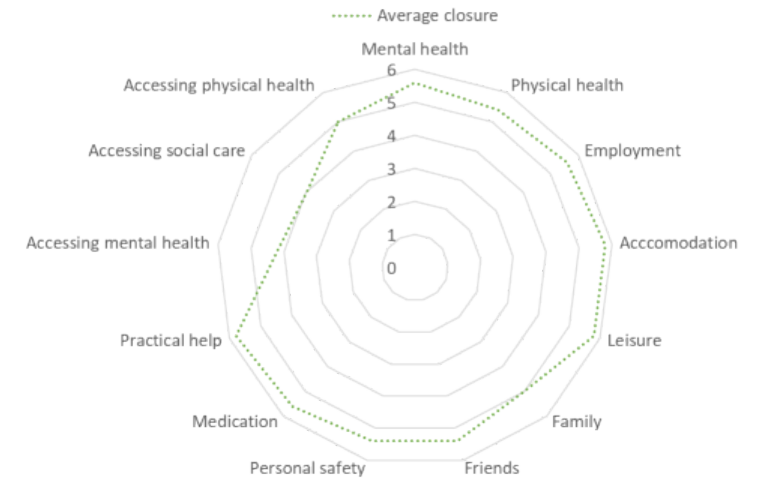 Average closure
Mental health
Physical health
Employment
Acccomodation
Leisure
Family
Friends
Personal safety
Medication
Practical help
Accessing mental health
Accessing social care
Accessing physical health
6
5
4
3
2
1
0